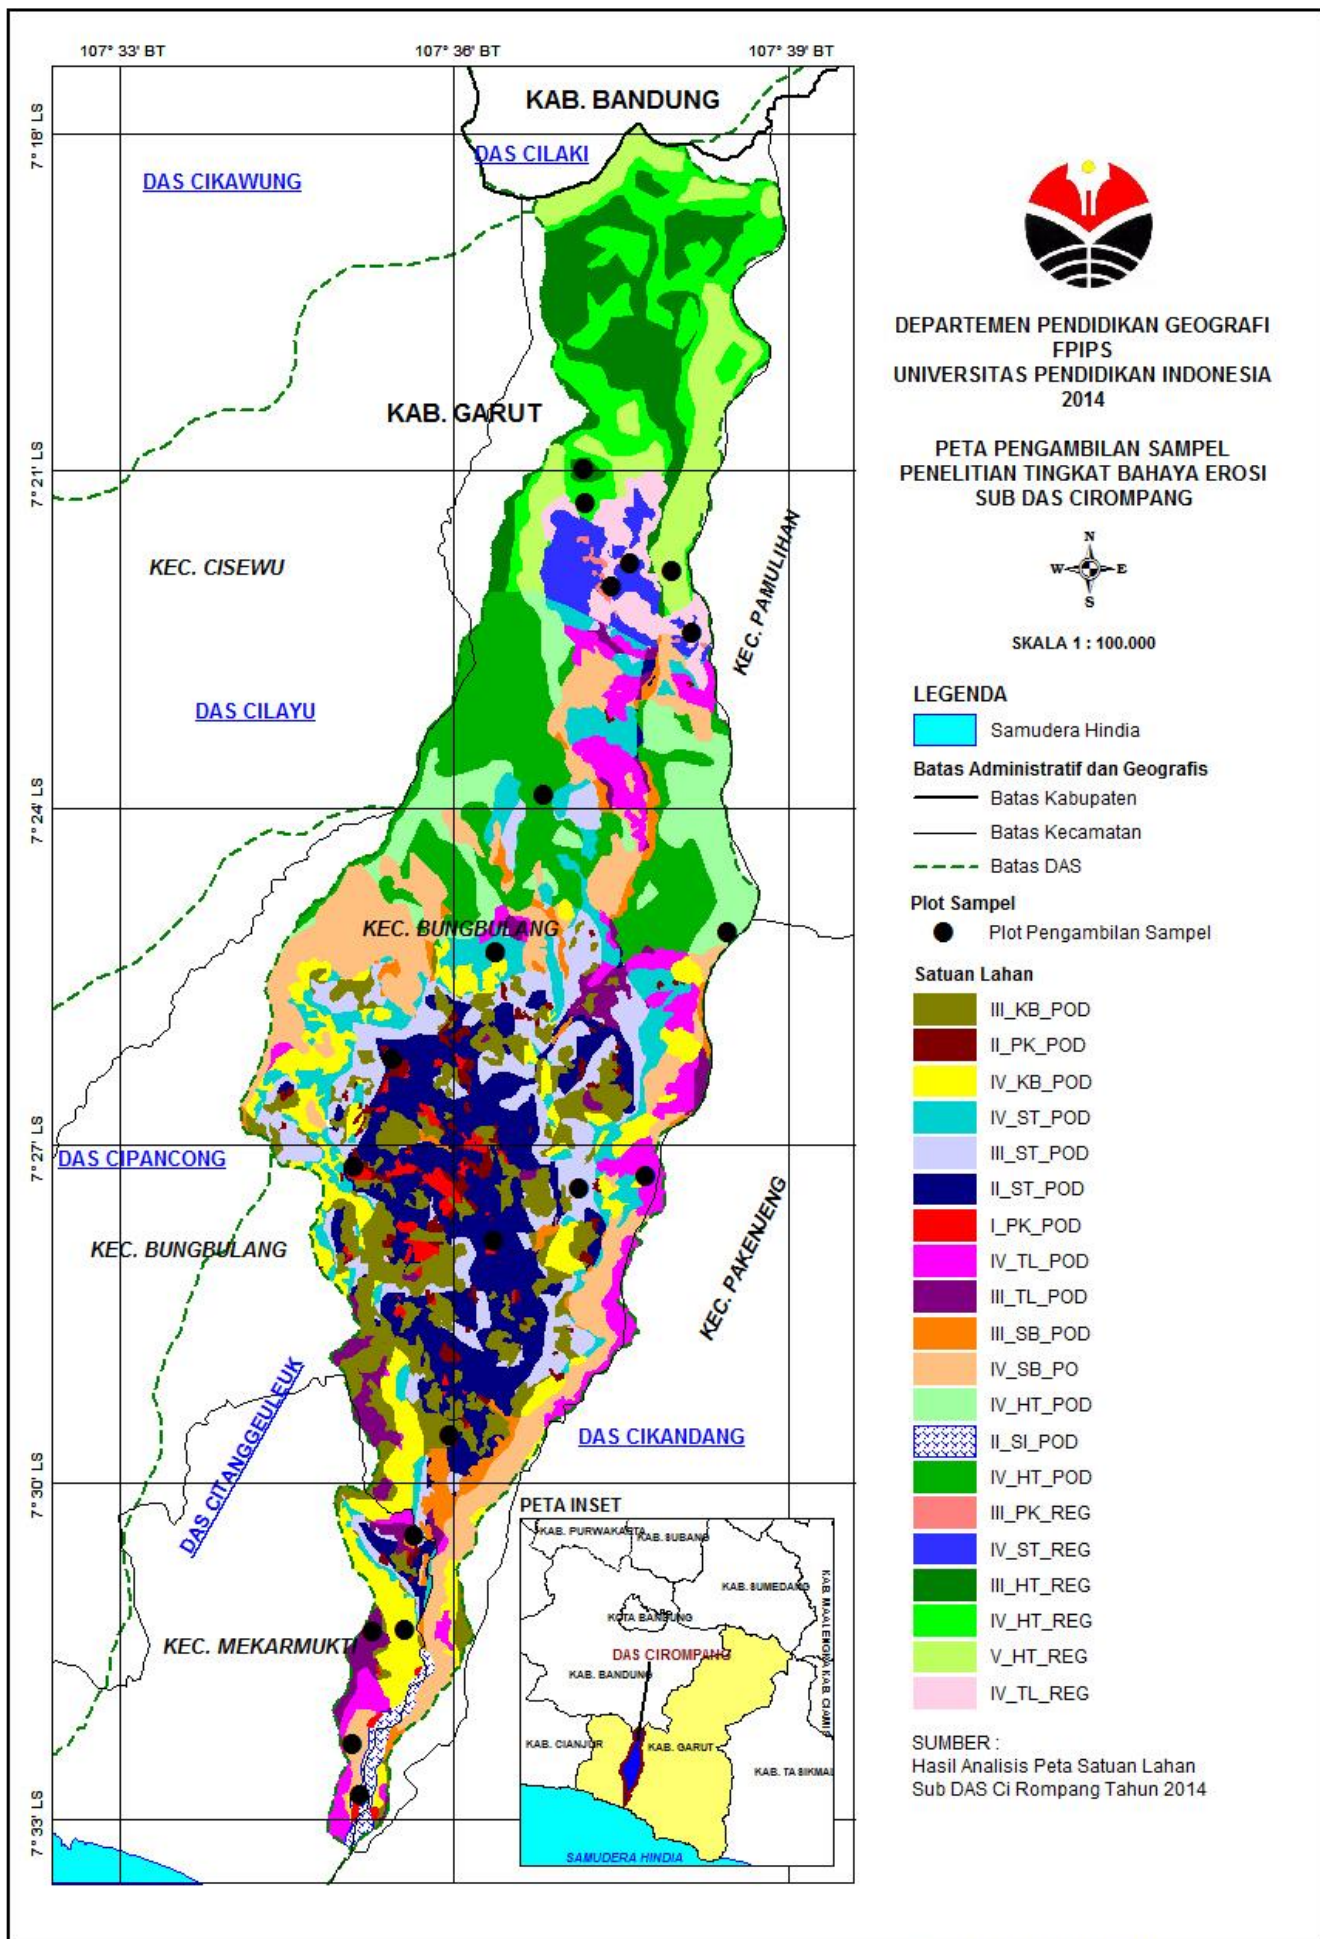 107° 33' BT
107° 36' BT
107° 39' BT
7° 18' LS
7° 21' LS
7° 24' LS
7° 27' LS
7° 30' LS
7° 33' LS
KAB. BANDUNG
DAS CILAKI
DAS CIKAWUNG
KAB. GARUT
KEC. CISEWU
KEC. PAMULIHAN
DAS CILAYU
KEC. BUNGBULANG
DAS CIPANCONG
KEC. BUNGBULANG
KEC. PAKENJENG
DAS CITANGGEULEUK
DAS CIKANDANG
KEC. MEKARMUKTI
PETA INSET
KAB. PURWAKARTA
KAB. SUBANG
KAB. SUMEDANG
KOTA BANDUNG
DAS CIROMPANG
KAB. BANDUNG
KAB. CIANJUR
KAB. GARUT
KAB. TASIKMAL
SAMUDERA HINDIA
DEPARTEMEN PENDIDIKAN GEOGRAFI
FPIPS
UNIVERSITAS PENDIDIKAN INDONESIA
2014
PETA PENGAMBILAN SAMPEL
PENELITIAN TINGKAT BAHAYA EROSI
SUB DAS CIROMPANG
N
W E
S
SKALA 1 : 100.000
LEGENDA
Samudera Hindia
Batas Administratif dan Geografis
Batas Kabupaten
Batas Kecamatan
Batas DAS
Plot Sampel
Plot Pengambilan Sampel
Satuan Lahan
III_KB_POD
II_PK_POD
IV_KB_POD
IV_ST_POD
III_ST_POD
II_ST_POD
I_PK_POD
IV_TL_POD
III_TL_POD
III_SB_POD
IV_SB_PO
IV_HT_POD
II_SI_POD
IV_HT_POD
III_PK_REG
IV_ST_REG
III_HT_REG
IV_HT_REG
V_HT_REG
IV_TL_REG
SUMBER :
Hasil Analisis Peta Satuan Lahan
Sub DAS Ci Rompang Tahun 2014